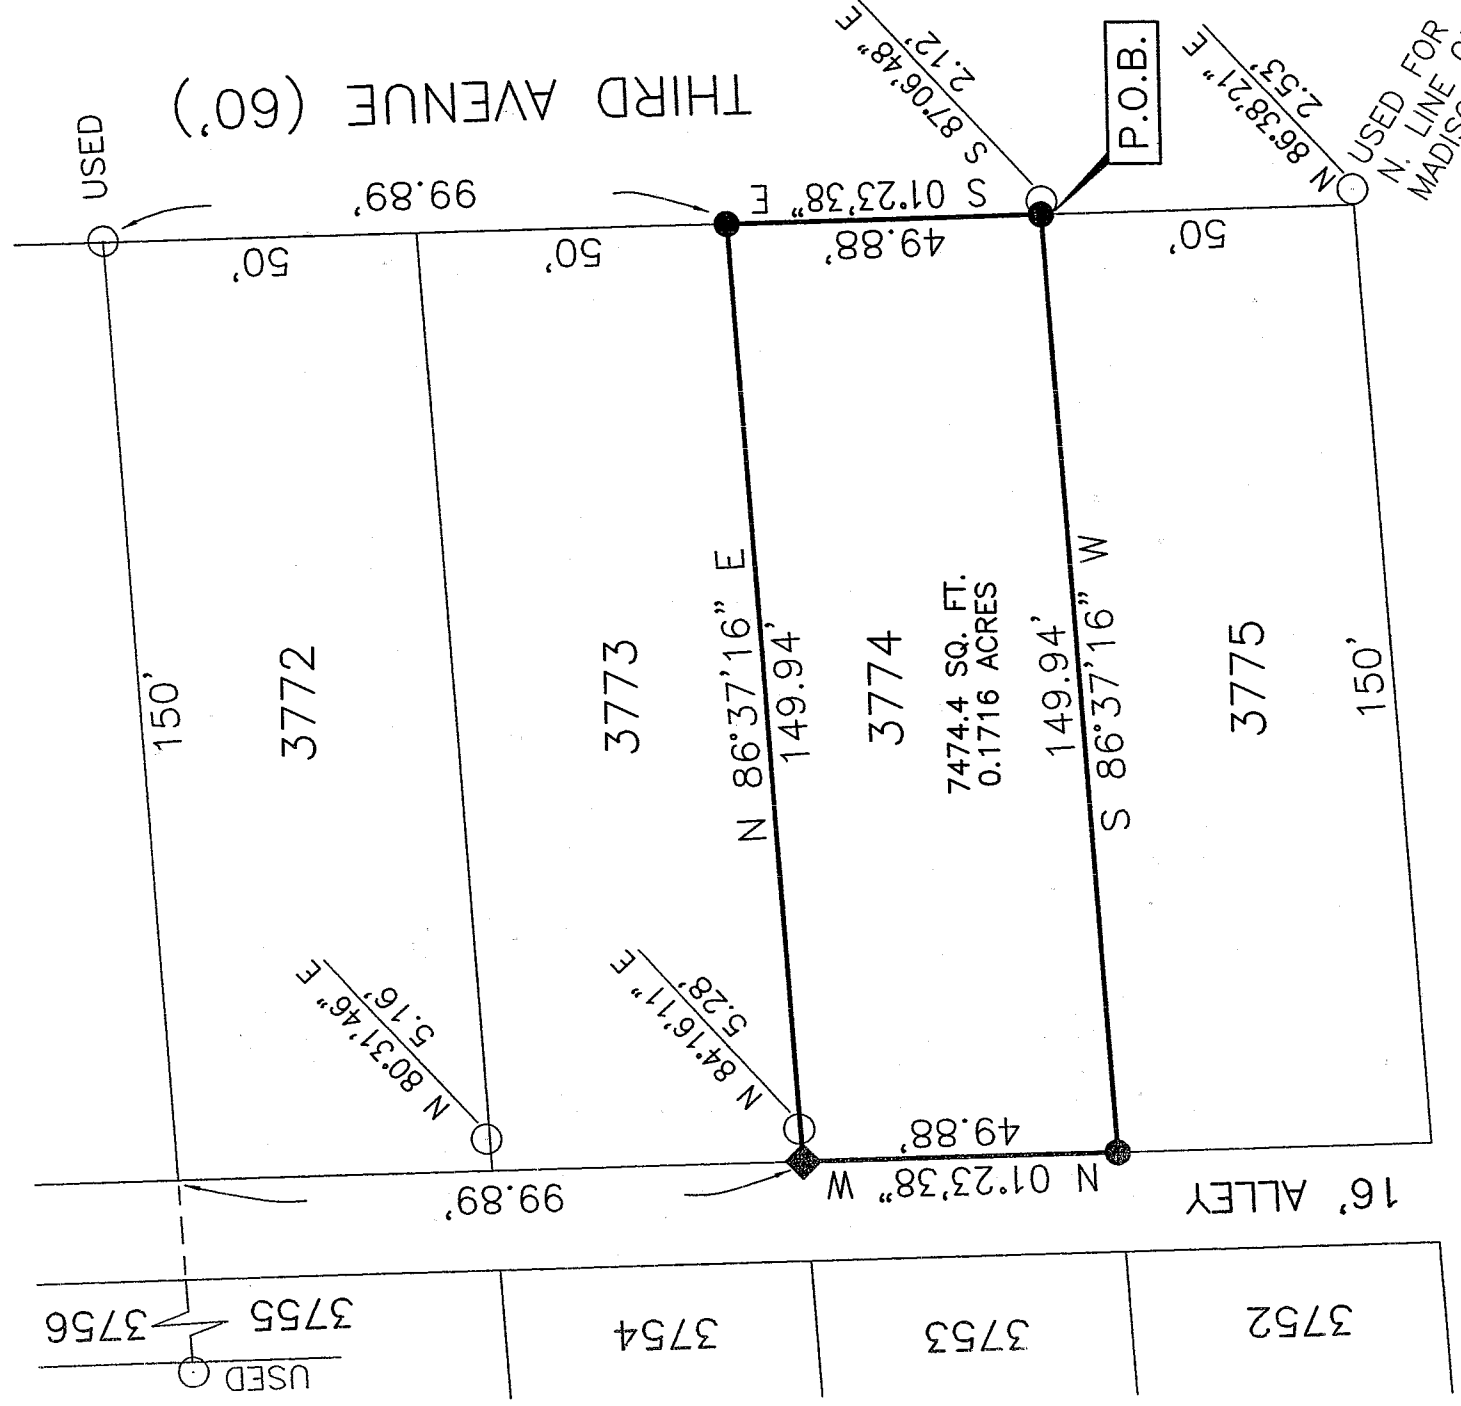 THIRD AVENUE (60')
USED
99.89'
S 01°23'38" E
49.88'
50'
50'
50'
S 87°06'48" E
2.12'
P.O.B.
N 86°38'21" E
2.53'
USED FOR
N. LINE
150'
3772
3773
N 86°37'16" E
149.94'
3774
7474.4 SQ. FT.
0.1716 ACRES
149.94'
S 86°37'16" W
3775
150'
N 80°31'46" E
5.16'
N 84°16'11" E
5.28'
99.89'
49.88'
N 01°23'38" W
16' ALLEY
3756
3755
USED
3754
3753
3752